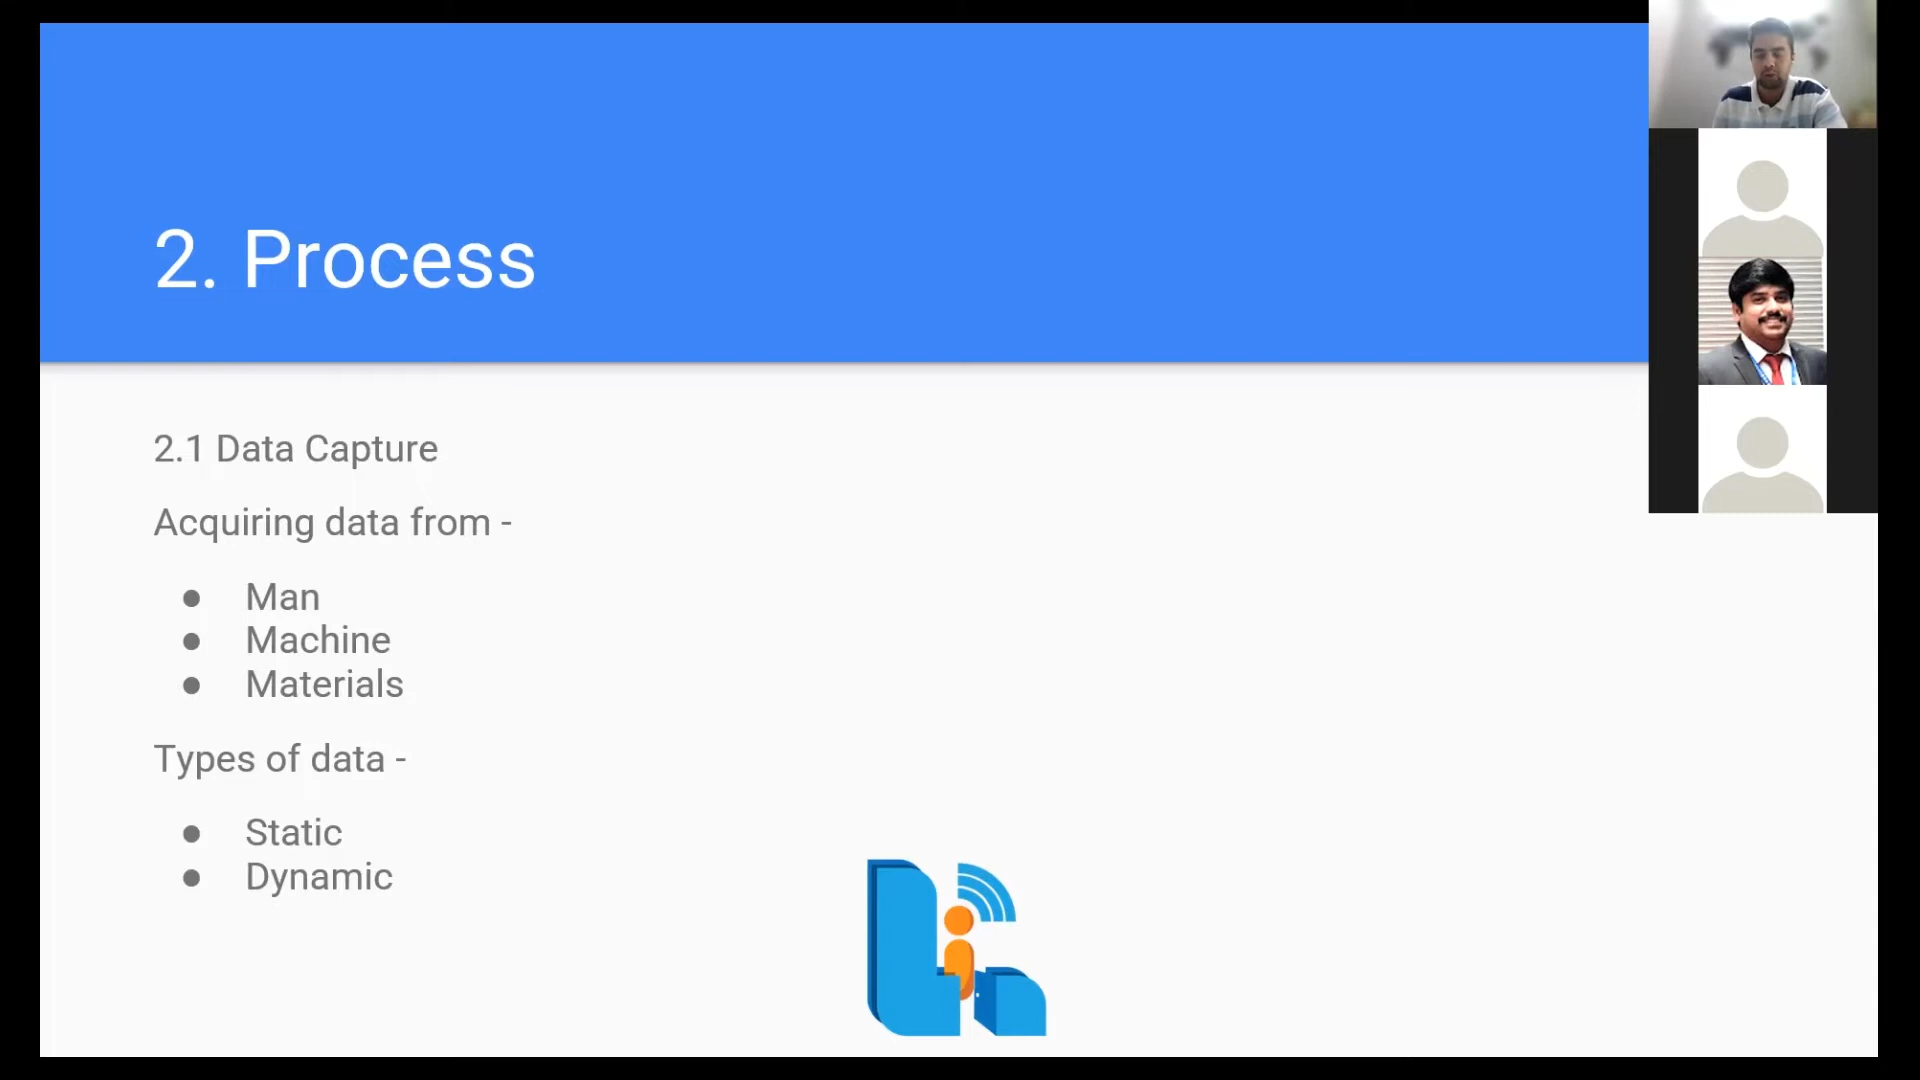 2. Process
2.1 Data Capture
Acquiring data from -
● Man
● Machine
● Materials
Types of data -
● Static
● Dynamic